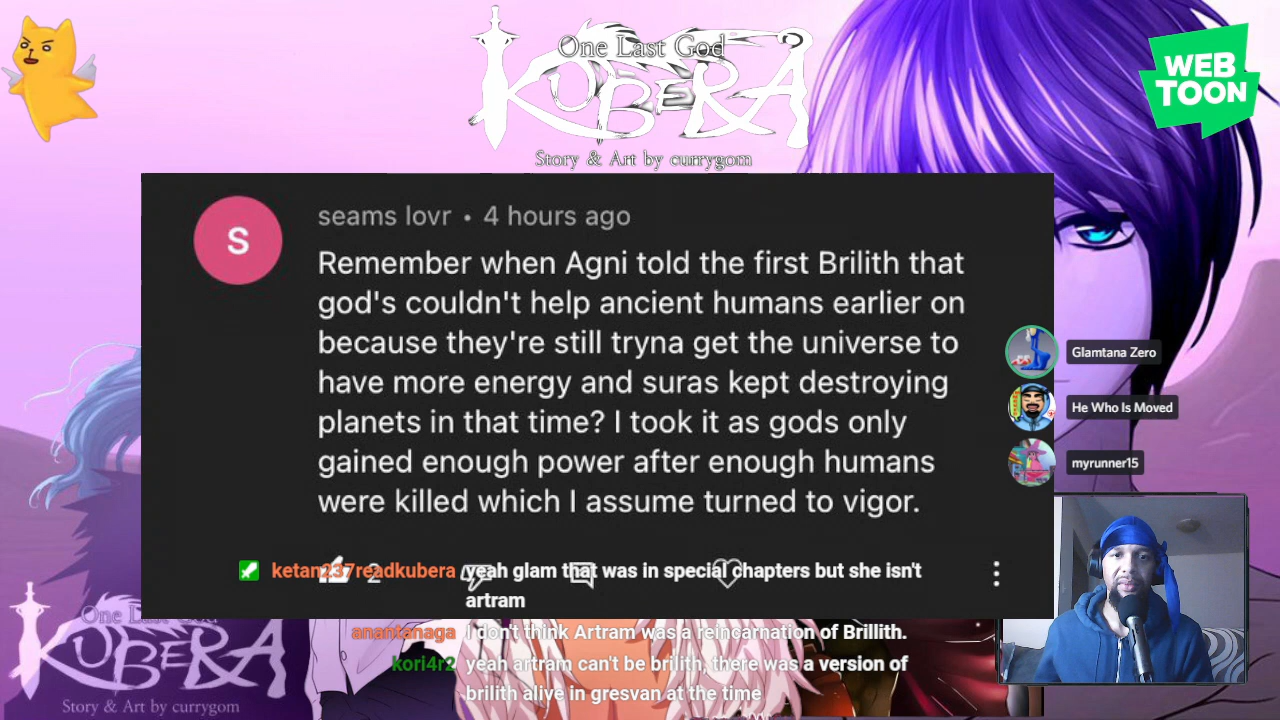 One Last God
KUBERA
Story & Art by currygom
WEB
TOON
S
seams lovr • 4 hours ago
Remember when Agni told the first Brilith that
god's couldn't help ancient humans earlier on
because they're still tryna get the universe to
have more energy and suras kept destroying
planets in that time? I took it as gods only
gained enough power after enough humans
were killed which I assume turned to vigor.
2
Glamtana Zero
He Who Is Moved
myrunner15
ketan237readkubera yeah glam that was in special chapters but she isn't
artram
anantanaga I don't think Artram was a reincarnation of Brillith.
kori4r2 yeah artram can't be brilith, there was a version of
brilith alive in gresvan at the time
One Last God
KUBERA
Story & Art by currygom